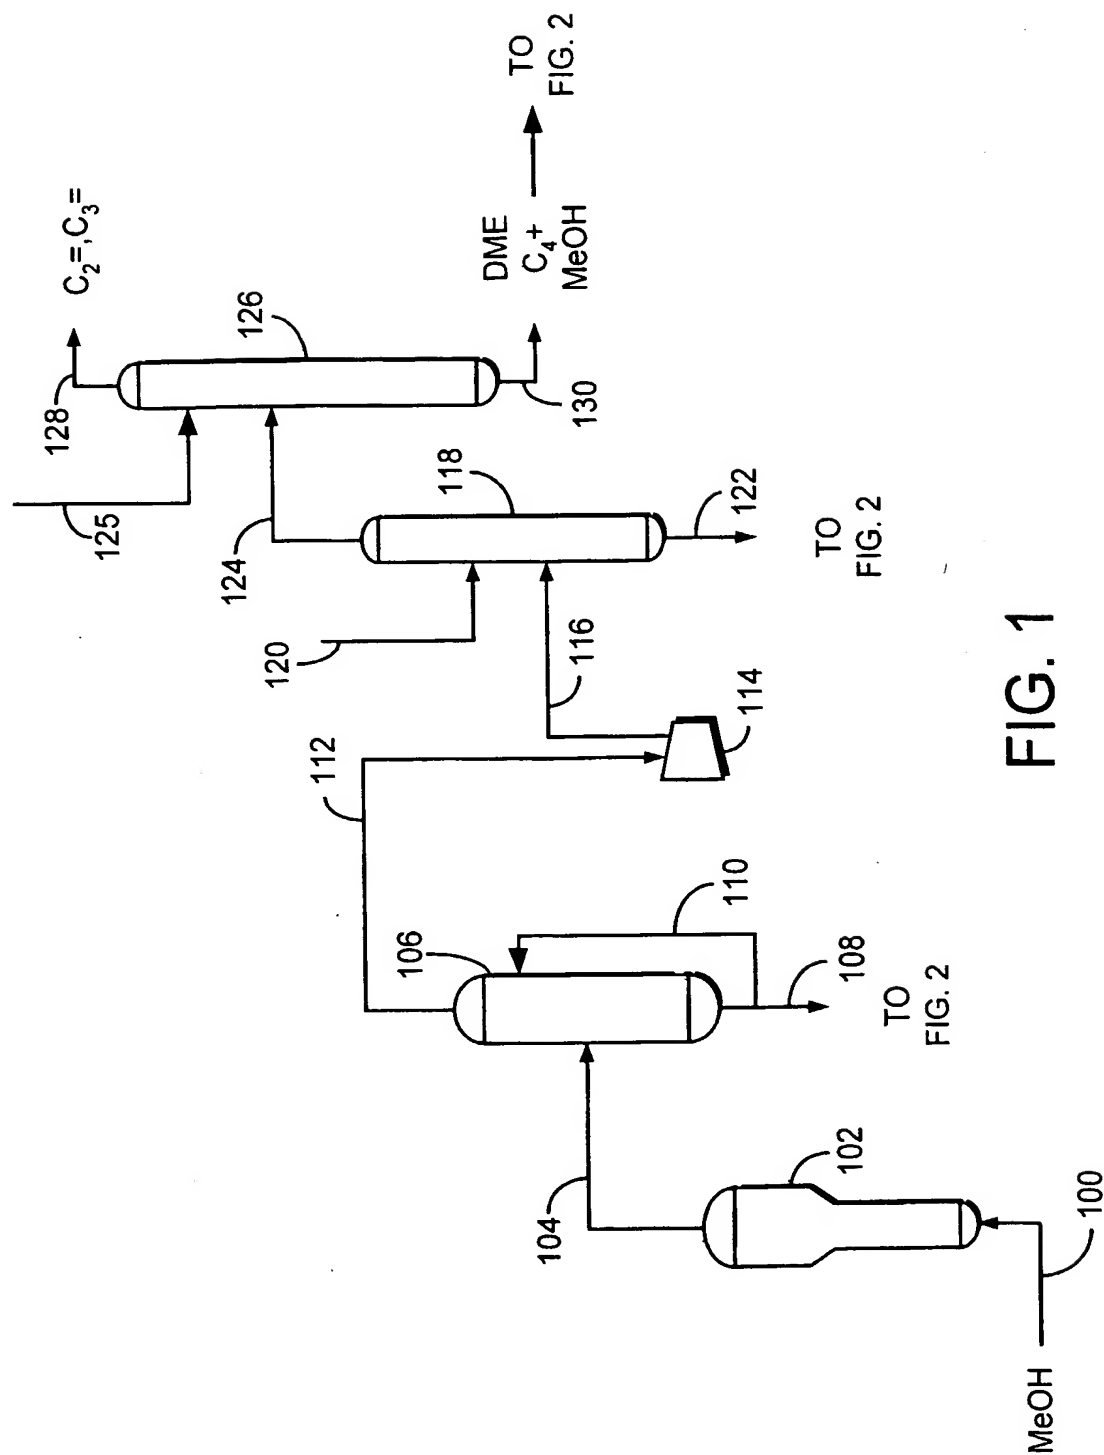 MeOH
100
102
104
106
TO
FIG. 2
108
110
112
114
116
118
120
TO
FIG. 2
122
124
125
126
128
C₂=,C₃=
130
DME
C₄+
MeOH
TO
FIG. 2
FIG. 1